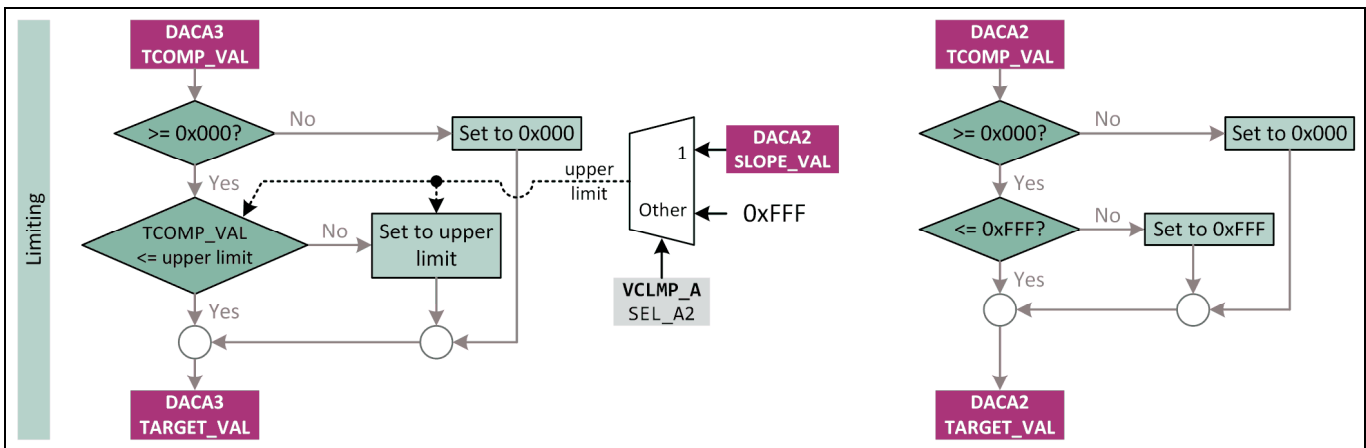 Limiting
DACA3
TCOMP_VAL
>= 0x000?
No
Set to 0x000
Yes
TCOMP_VAL
<= upper limit
No
Set to upper
limit
Yes
DACA3
TARGET_VAL
upper
limit
1
Other
DACA2
SLOPE_VAL
0xFFF
VCLMP_A
SEL_A2
DACA2
TCOMP_VAL
>= 0x000?
No
Set to 0x000
Yes
<= 0xFFF?
No
Set to 0xFFF
Yes
DACA2
TARGET_VAL